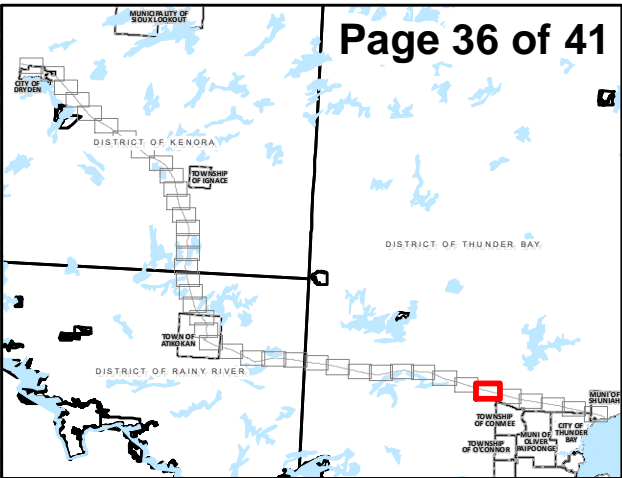 MUNICIPALITY OF
SIOUX LOOKOUT
Page 36 of 41
CITY OF
DRYDEN
DISTRICT OF KENORA
TOWNSHIP
OF IGNACE
DISTRICT OF THUNDER BAY
TOWN OF
ATIKOKAN
DISTRICT OF RAINY RIVER
MUNI OF
SHUNIAH
TOWNSHIP
OF CONMEE
CITY OF
THUNDER
BAY
MUNI OF
OLIVER
PAIPOONGE
TOWNSHIP
OF O'CONNOR